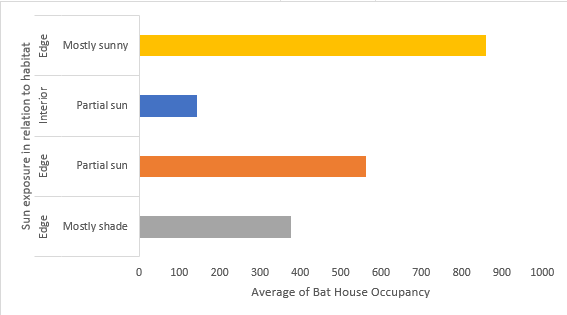 Sun exposure in relation to habitat
Edge
Mostly sunny
Interior
Partial sun
Edge
Partial sun
Edge
Mostly shade
0 100 200 300 400 500 600 700 800 900 1000
Average of Bat House Occupancy